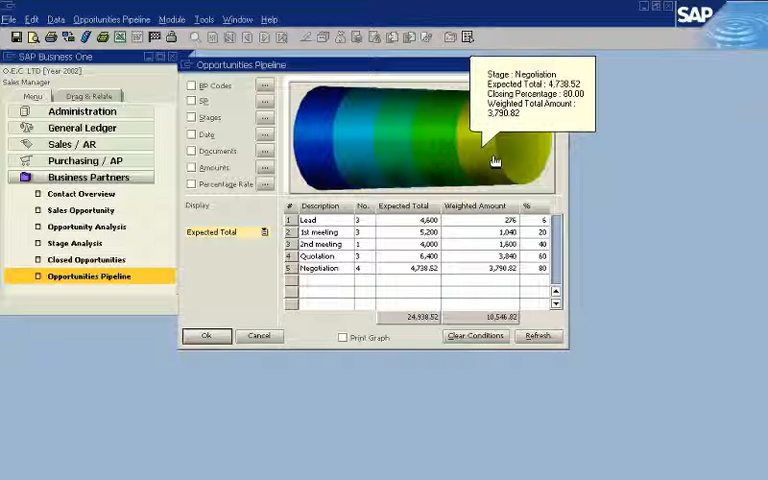 File Edit Data Opportunities Pipeline Module Tools Window Help
SAP
SAP Business One
O.E.C. LTD [Year 2002]
Sales Manager
Menu Drag & Relate
Administration
General Ledger
Sales / AR
Purchasing / AP
Business Partners
Contact Overview
Sales Opportunity
Opportunity Analysis
Stage Analysis
Closed Opportunities
Opportunities Pipeline
Opportunities Pipeline
BP Codes ...
SP ...
Stages ...
Date ...
Documents ...
Amounts ...
Percentage Rate ...
Stage : Negotiation
Expected Total : 4,738.52
Closing Percentage : 80.00
Weighted Total Amount :
3,790.82
Display
Expected Total
# Description No. Expected Total Weighted Amount %
1 Lead 3 4,600 276 6
2 1st meeting 3 5,200 1,040 20
3 2nd meeting 1 4,000 1,600 40
4 Quotation 3 6,400 3,840 60
5 Negotiation 4 4,738.52 3,790.82 80
24,938.52 10,546.82
Ok Cancel Print Graph Clear Conditions Refresh